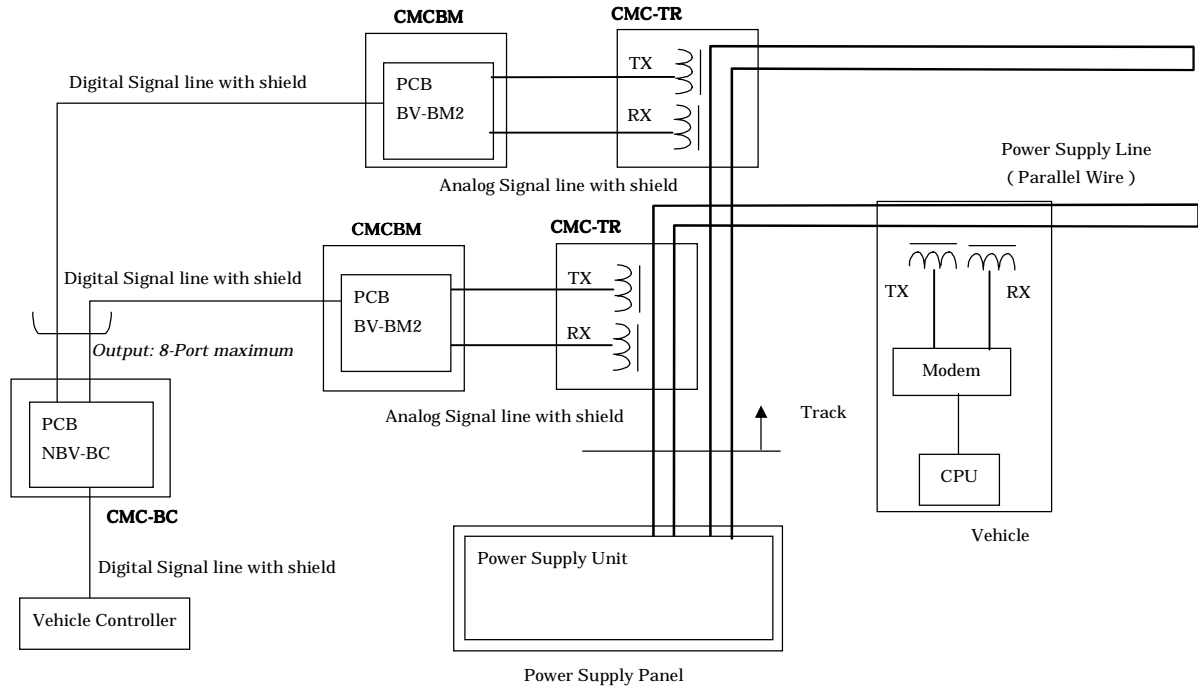 CMCBM
CMC-TR
Digital Signal line with shield
PCB
BV-BM2
TX
RX
Analog Signal line with shield
Power Supply Line
( Parallel Wire )
CMCBM
CMC-TR
Digital Signal line with shield
PCB
BV-BM2
TX
RX
Analog Signal line with shield
Output: 8-Port maximum
PCB
NBV-BC
CMC-BC
Digital Signal line with shield
Vehicle Controller
Track
TX
RX
Modem
CPU
Vehicle
Power Supply Unit
Power Supply Panel